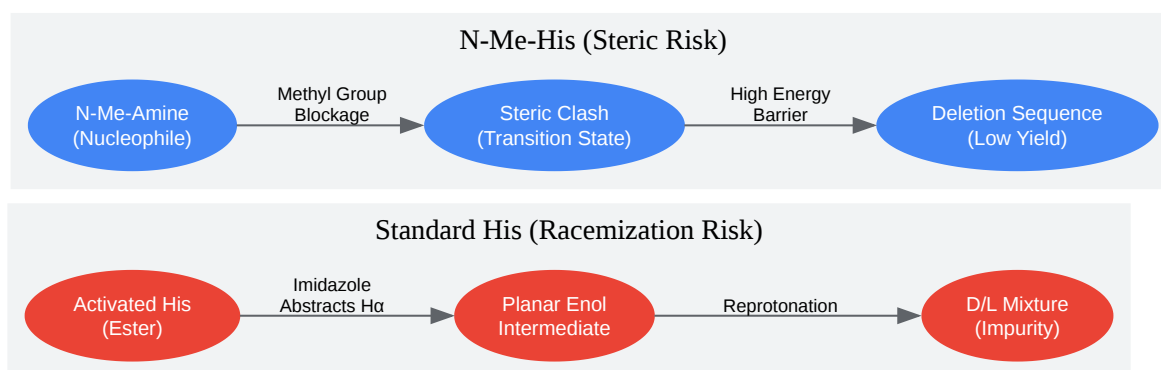 N-Me-His (Steric Risk)
N-Me-Amine
(Nucleophile)
Methyl Group
Blockage
Steric Clash
(Transition State)
High Energy
Barrier
Deletion Sequence
(Low Yield)
Standard His (Racemization Risk)
Activated His
(Ester)
Imidazole
Abstracts Hα
Planar Enol
Intermediate
Reprotonation
D/L Mixture
(Impurity)